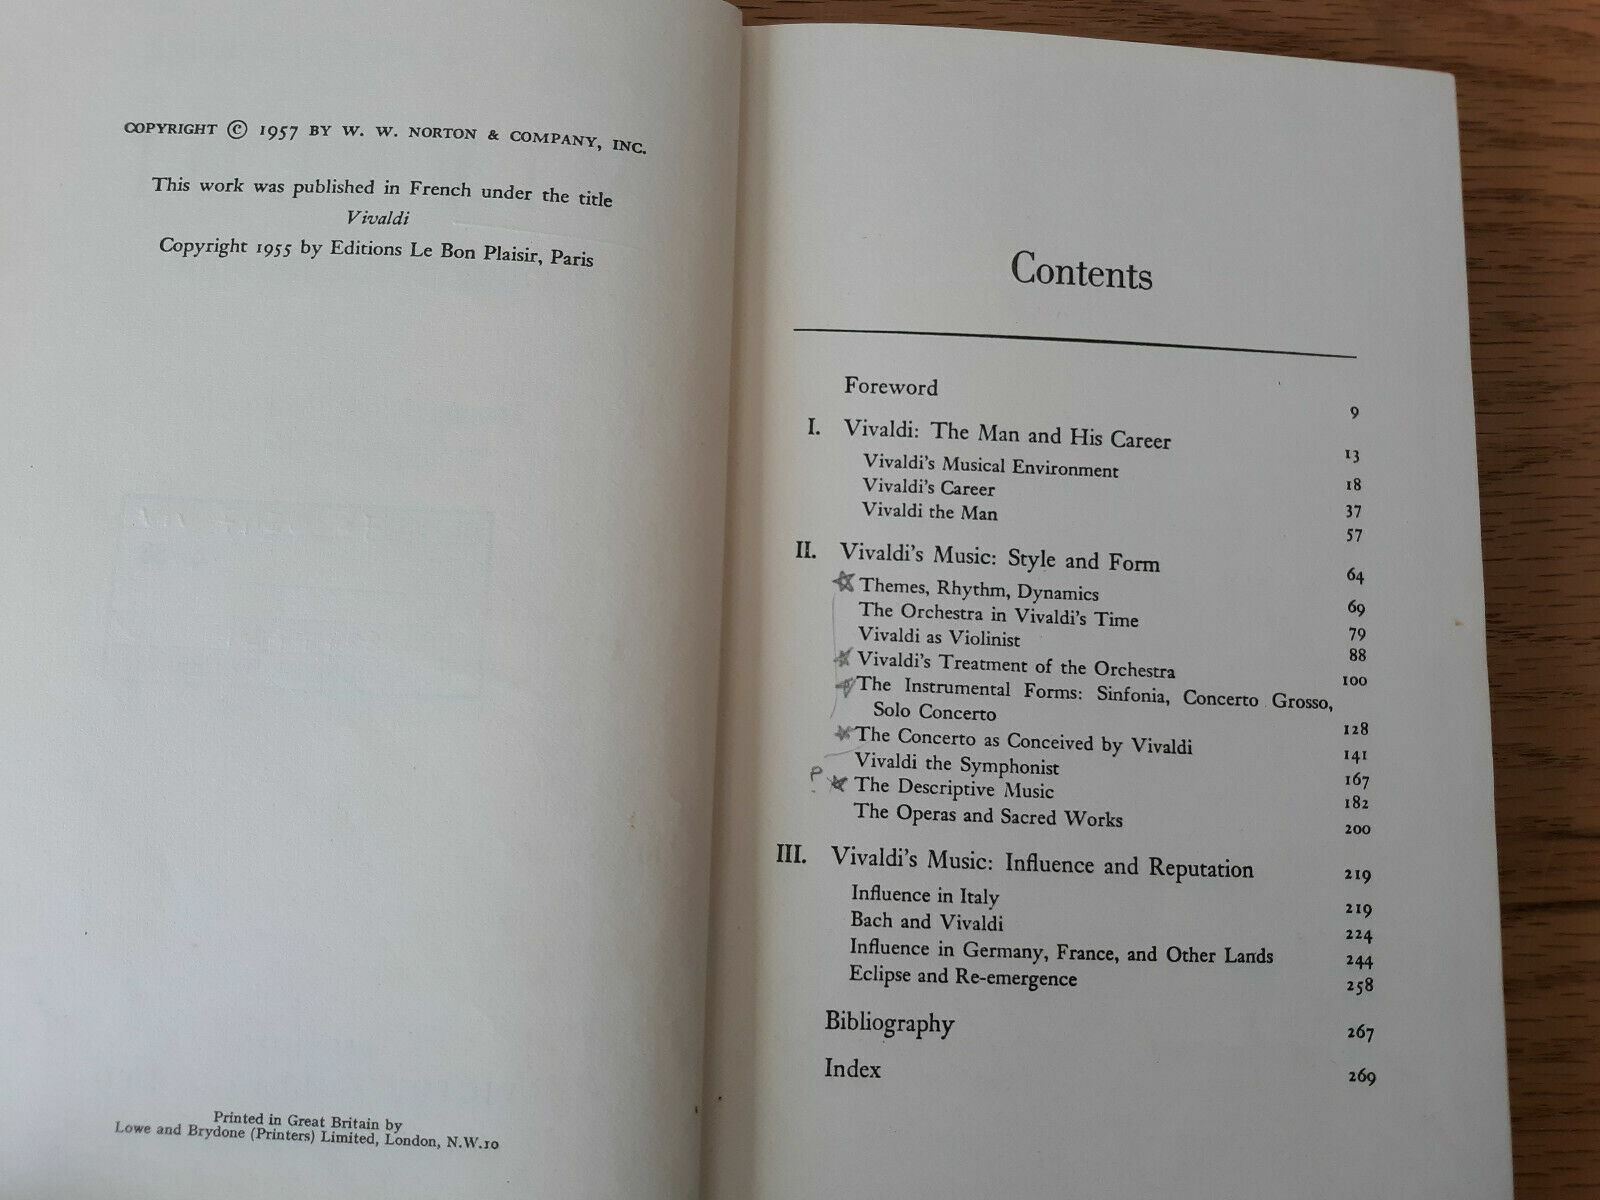 COPYRIGHT © 1957 BY W. W. NORTON & COMPANY, INC.
This work was published in French under the title
Vivaldi
Copyright 1955 by Editions Le Bon Plaisir, Paris
Printed in Great Britain by
Lowe and Brydone (Printers) Limited, London, N.W.10
Contents
Foreword 9
I. Vivaldi: The Man and His Career 13
Vivaldi's Musical Environment 18
Vivaldi's Career 37
Vivaldi the Man 57
II. Vivaldi's Music: Style and Form 64
Themes, Rhythm, Dynamics 69
The Orchestra in Vivaldi's Time 79
Vivaldi as Violinist 88
Vivaldi's Treatment of the Orchestra 100
The Instrumental Forms: Sinfonia, Concerto Grosso,
Solo Concerto 128
The Concerto as Conceived by Vivaldi 141
Vivaldi the Symphonist 167
? The Descriptive Music 182
The Operas and Sacred Works 200
III. Vivaldi's Music: Influence and Reputation 219
Influence in Italy 219
Bach and Vivaldi 224
Influence in Germany, France, and Other Lands 244
Eclipse and Re-emergence 258
Bibliography 267
Index 269